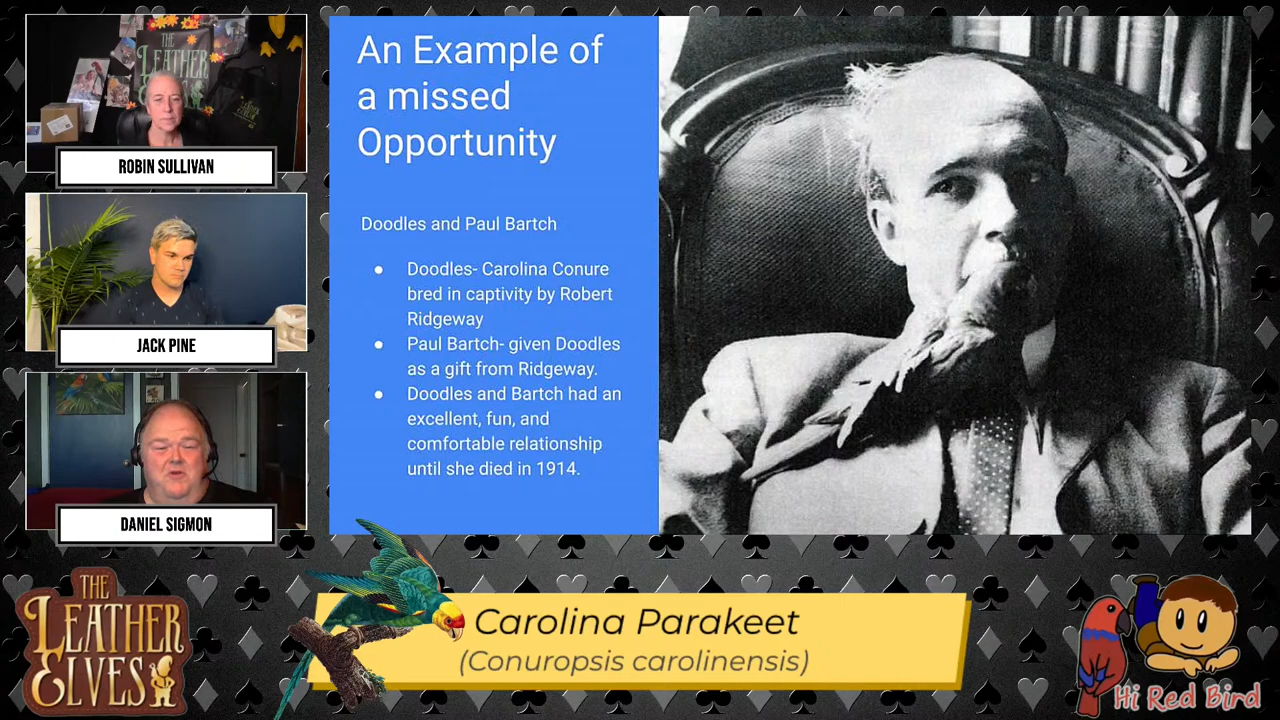 THE
LEATHER
ROBIN SULLIVAN
JACK PINE
DANIEL SIGMON
An Example of
a missed
Opportunity
Doodles and Paul Bartch
● Doodles- Carolina Conure
bred in captivity by Robert
Ridgeway
● Paul Bartch- given Doodles
as a gift from Ridgeway.
● Doodles and Bartch had an
excellent, fun, and
comfortable relationship
until she died in 1914.
THE
LEATHER
ELVES
Carolina Parakeet
(Conuropsis carolinensis)
Hi Red Bird